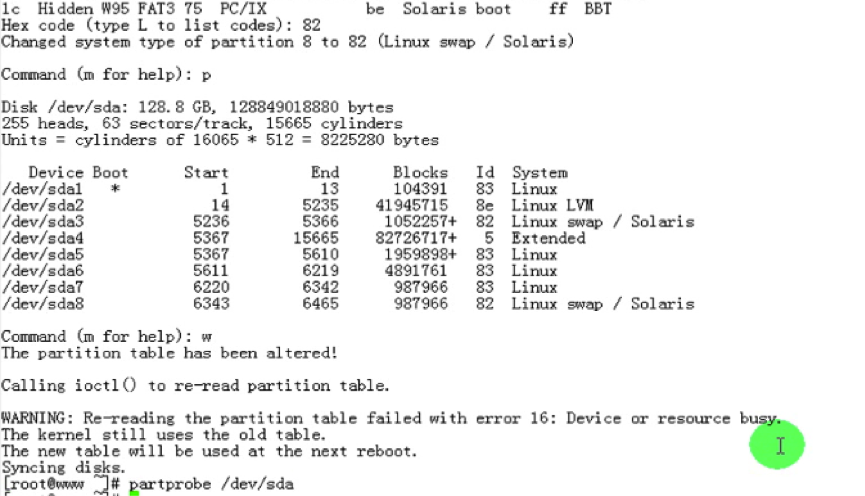 1c  Hidden W95 FAT3 75  PC/IX           be  Solaris boot    ff  BBT
Hex code (type L to list codes): 82
Changed system type of partition 8 to 82 (Linux swap / Solaris)
Command (m for help): p
Disk /dev/sda: 128.8 GB, 128849018880 bytes
255 heads, 63 sectors/track, 15665 cylinders
Units = cylinders of 16065 * 512 = 8225280 bytes
   Device Boot      Start         End      Blocks   Id  System
/dev/sda1   *           1          13      104391   83  Linux
/dev/sda2              14        5235    41945715   8e  Linux LVM
/dev/sda3            5236        5366     1052257+  82  Linux swap / Solaris
/dev/sda4            5367       15665    82726717+   5  Extended
/dev/sda5            5367        5610     1959898+  83  Linux
/dev/sda6            5611        6219     4891761   83  Linux
/dev/sda7            6220        6342      987966   83  Linux
/dev/sda8            6343        6465      987966   82  Linux swap / Solaris
Command (m for help): w
The partition table has been altered!
Calling ioctl() to re-read partition table.
WARNING: Re-reading the partition table failed with error 16: Device or resource busy.
The kernel still uses the old table.
The new table will be used at the next reboot.
Syncing disks.
[root@www ~]# partprobe /dev/sda